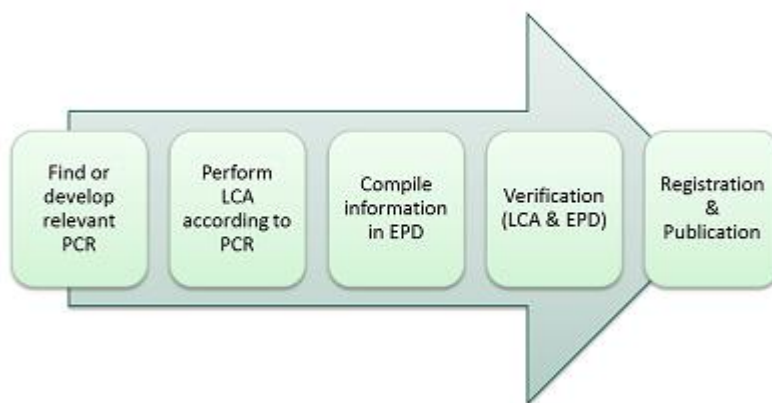 Find or
develop
relevant
PCR
Perform
LCA
according to
PCR
Compile
information
in EPD
Verification
(LCA & EPD)
Registration
&
Publication